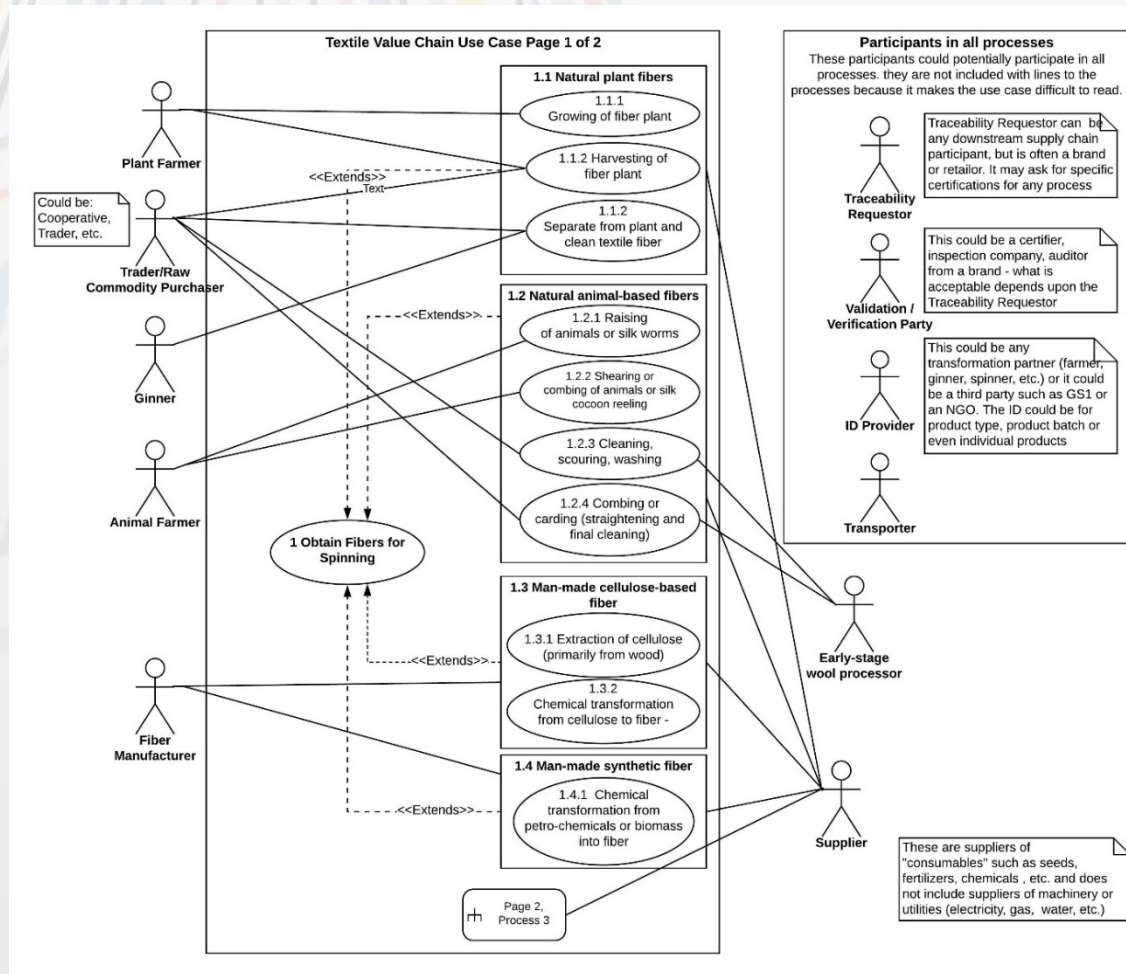 Textile Value Chain Use Case Page 1 of 2
Plant Farmer
Could be:
Cooperative,
Trader, etc.
Trader/Raw
Commodity Purchaser
Ginner
Animal Farmer
Fiber
Manufacturer
<<Extends>>
Text
<<Extends>>
1 Obtain Fibers for
Spinning
<<Extends>>
<<Extends>>
1.1 Natural plant fibers
1.1.1
Growing of fiber plant
1.1.2 Harvesting of
fiber plant
1.1.2
Separate from plant and
clean textile fiber
1.2 Natural animal-based fibers
1.2.1 Raising
of animals or silk worms
1.2.2 Shearing or
combing of animals or silk
cocoon reeling
1.2.3 Cleaning,
scouring, washing
1.2.4 Combing or
carding (straightening and
final cleaning)
1.3 Man-made cellulose-based
fiber
1.3.1 Extraction of cellulose
(primarily from wood)
1.3.2
Chemical transformation
from cellulose to fiber -
1.4 Man-made synthetic fiber
1.4.1 Chemical
transformation from
petro-chemicals or biomass
into fiber
Page 2,
Process 3
Participants in all processes
These participants could potentially participate in all
processes. they are not included with lines to the
processes because it makes the use case difficult to read.
Traceability
Requestor
Traceability Requestor can be
any downstream supply chain
participant, but is often a brand
or retailor. It may ask for specific
certifications for any process
Validation /
Verification Party
This could be a certifier,
inspection company, auditor
from a brand - what is
acceptable depends upon the
Traceability Requestor
ID Provider
This could be any
transformation partner (farmer,
ginner, spinner, etc.) or it could
be a third party such as GS1 or
an NGO. The ID could be for
product type, product batch or
even individual products
Transporter
Early-stage
wool processor
Supplier
These are suppliers of
"consumables" such as seeds,
fertilizers, chemicals , etc. and does
not include suppliers of machinery or
utilities (electricity, gas, water, etc.)